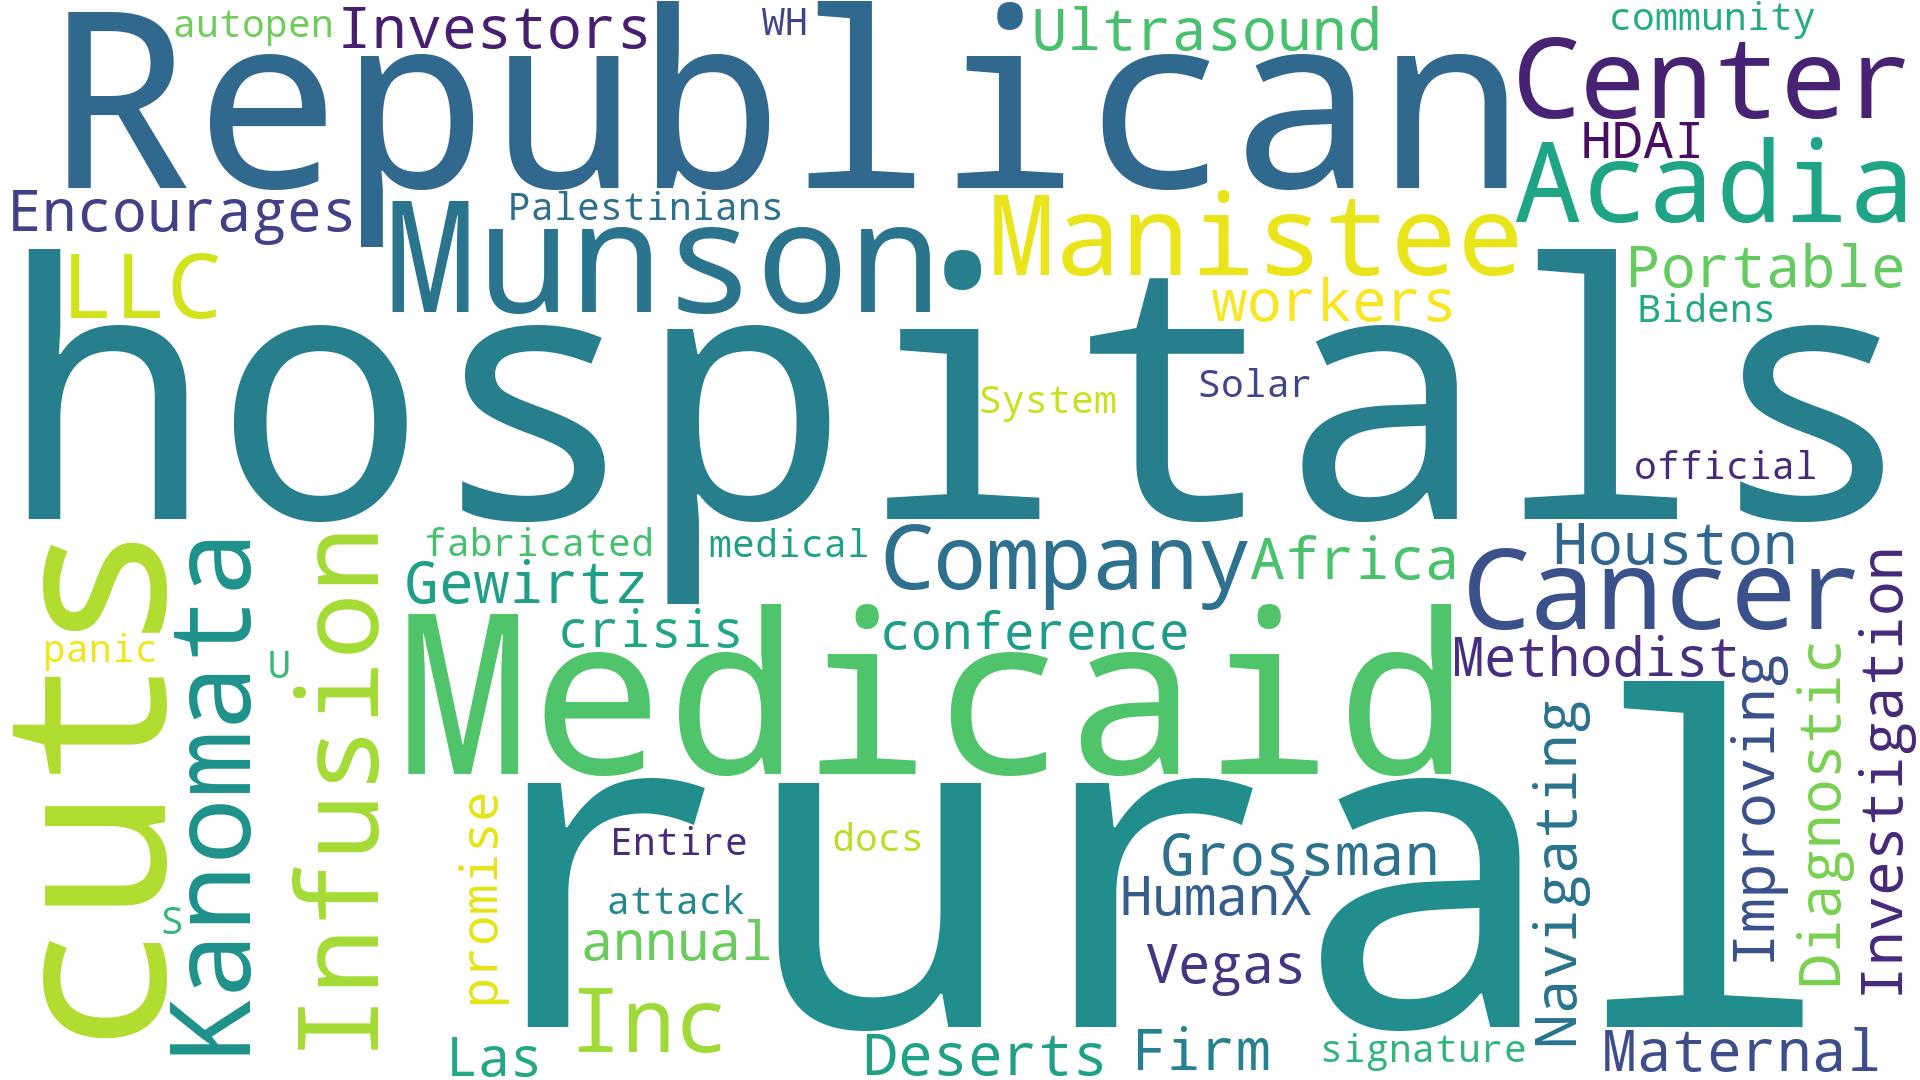 autopen
Investors
WH
Ultrasound
community
Republican
Center
HDAI
Acadia
Encourages
Palestinians
Munson
Manistee
LLC
Portable
workers
Bidens
hospitals
Solar
System
official
cuts
Kanomata
Infusion
fabricated
medical
Company
Africa
Houston
Cancer
Gewirtz
crisis
conference
Methodist
panic
U
Medicaid
Navigating
Improving
Diagnostic
Investigation
rural
promise
Entire
docs
Grossman
HumanX
attack
S
annual
Vegas
Inc
Las
Deserts
Firm
signature
Maternal